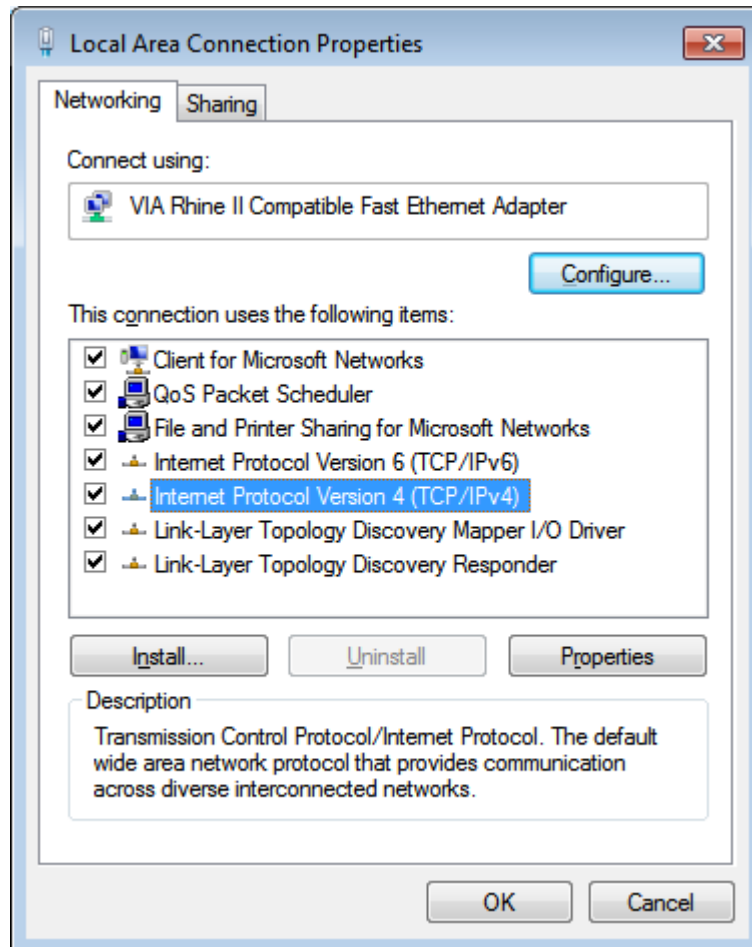 Local Area Connection Properties
Networking
Sharing
Connect using:
VIA Rhine II Compatible Fast Ethernet Adapter
Configure...
This connection uses the following items:
Client for Microsoft Networks
QoS Packet Scheduler
File and Printer Sharing for Microsoft Networks
Internet Protocol Version 6 (TCP/IPv6)
Internet Protocol Version 4 (TCP/IPv4)
Link-Layer Topology Discovery Mapper I/O Driver
Link-Layer Topology Discovery Responder
Install...
Uninstall
Properties
Description
Transmission Control Protocol/Internet Protocol. The default
wide area network protocol that provides communication
across diverse interconnected networks.
OK
Cancel